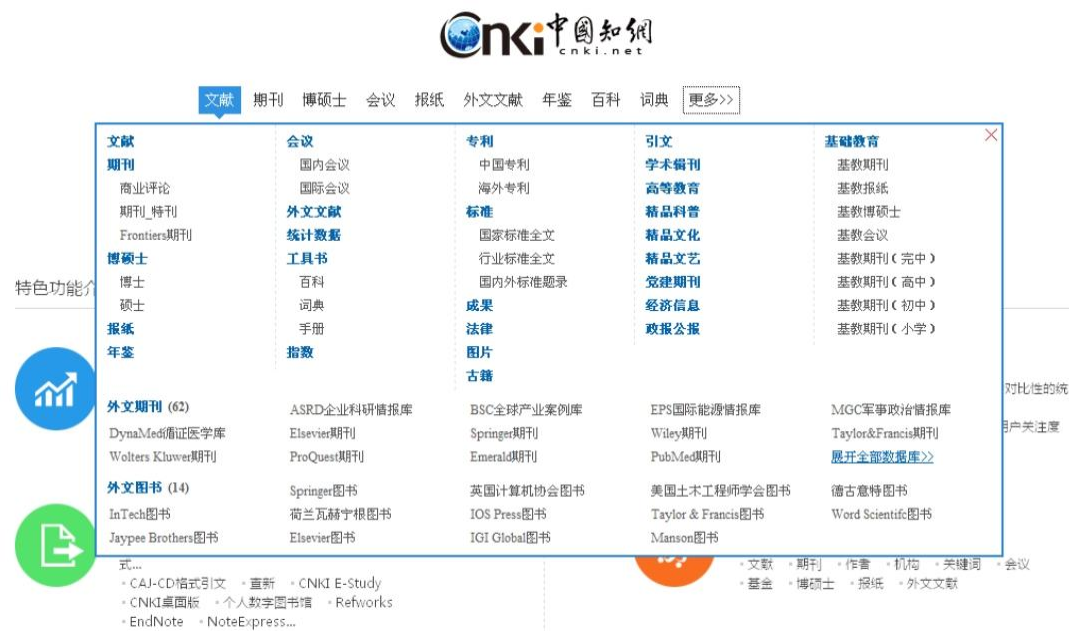 Cnki中國知網
cnki.net
文献 期刊 博硕士 会议 报纸 外文文献 年鉴 百科 词典 更多>>
文献 会议 专利 引文 基础教育
期刊 国内会议 中国专利 学术辑刊 基教期刊
商业评论 国际会议 海外专利 高等教育 基教报纸
期刊_特刊 外文文献 标准 精品科普 基教博硕士
Frontiers期刊 统计数据 国家标准全文 精品文化 基教会议
博硕士 工具书 行业标准全文 精品文艺 基教期刊(完中)
博士 百科 国内外标准题录 党建期刊 基教期刊(高中)
特色功能介
硕士 词典 成果 经济信息 基教期刊(初中)
报纸 手册 法律 政报公报 基教期刊(小学)
年鉴 指数 图片
古籍
对比性的统
外文期刊 (62) ASRD企业科研情报库 BSC全球产业案例库 EPS国际能源情报库 MGC军事政治情报库
用户关注度
DynaMed循证医学库 Elsevier期刊 Springer期刊 Wiley期刊 Taylor&Francis期刊
Wolters Kluwer期刊 ProQuest期刊 Emerald期刊 PubMed期刊 展开全部数据库>>
外文图书 (14) Springer图书 英国计算机协会图书 美国土木工程师学会图书 德古意特图书
InTech图书 荷兰瓦赫宁根图书 IOS Press图书 Taylor & Francis图书 Word Scientifc图书
Jaypee Brothers图书 Elsevier图书 IGI Global图书 Manson图书
式...
文献 期刊 作者 机构 关键词 会议
CAJ-CD格式引文 查新 CNKI E-Study
基金 博硕士 报纸 外文文献
CNKI桌面版 个人数字图书馆 Refworks
EndNote NoteExpress...